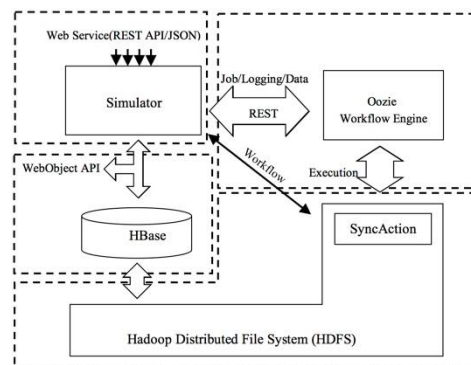 Web Service(REST API/JSON)
Simulator
Job/Logging/Data
REST
Oozie
Workflow Engine
WebObject API
Workflow
Execution
HBase
SyncAction
Hadoop Distributed File System (HDFS)